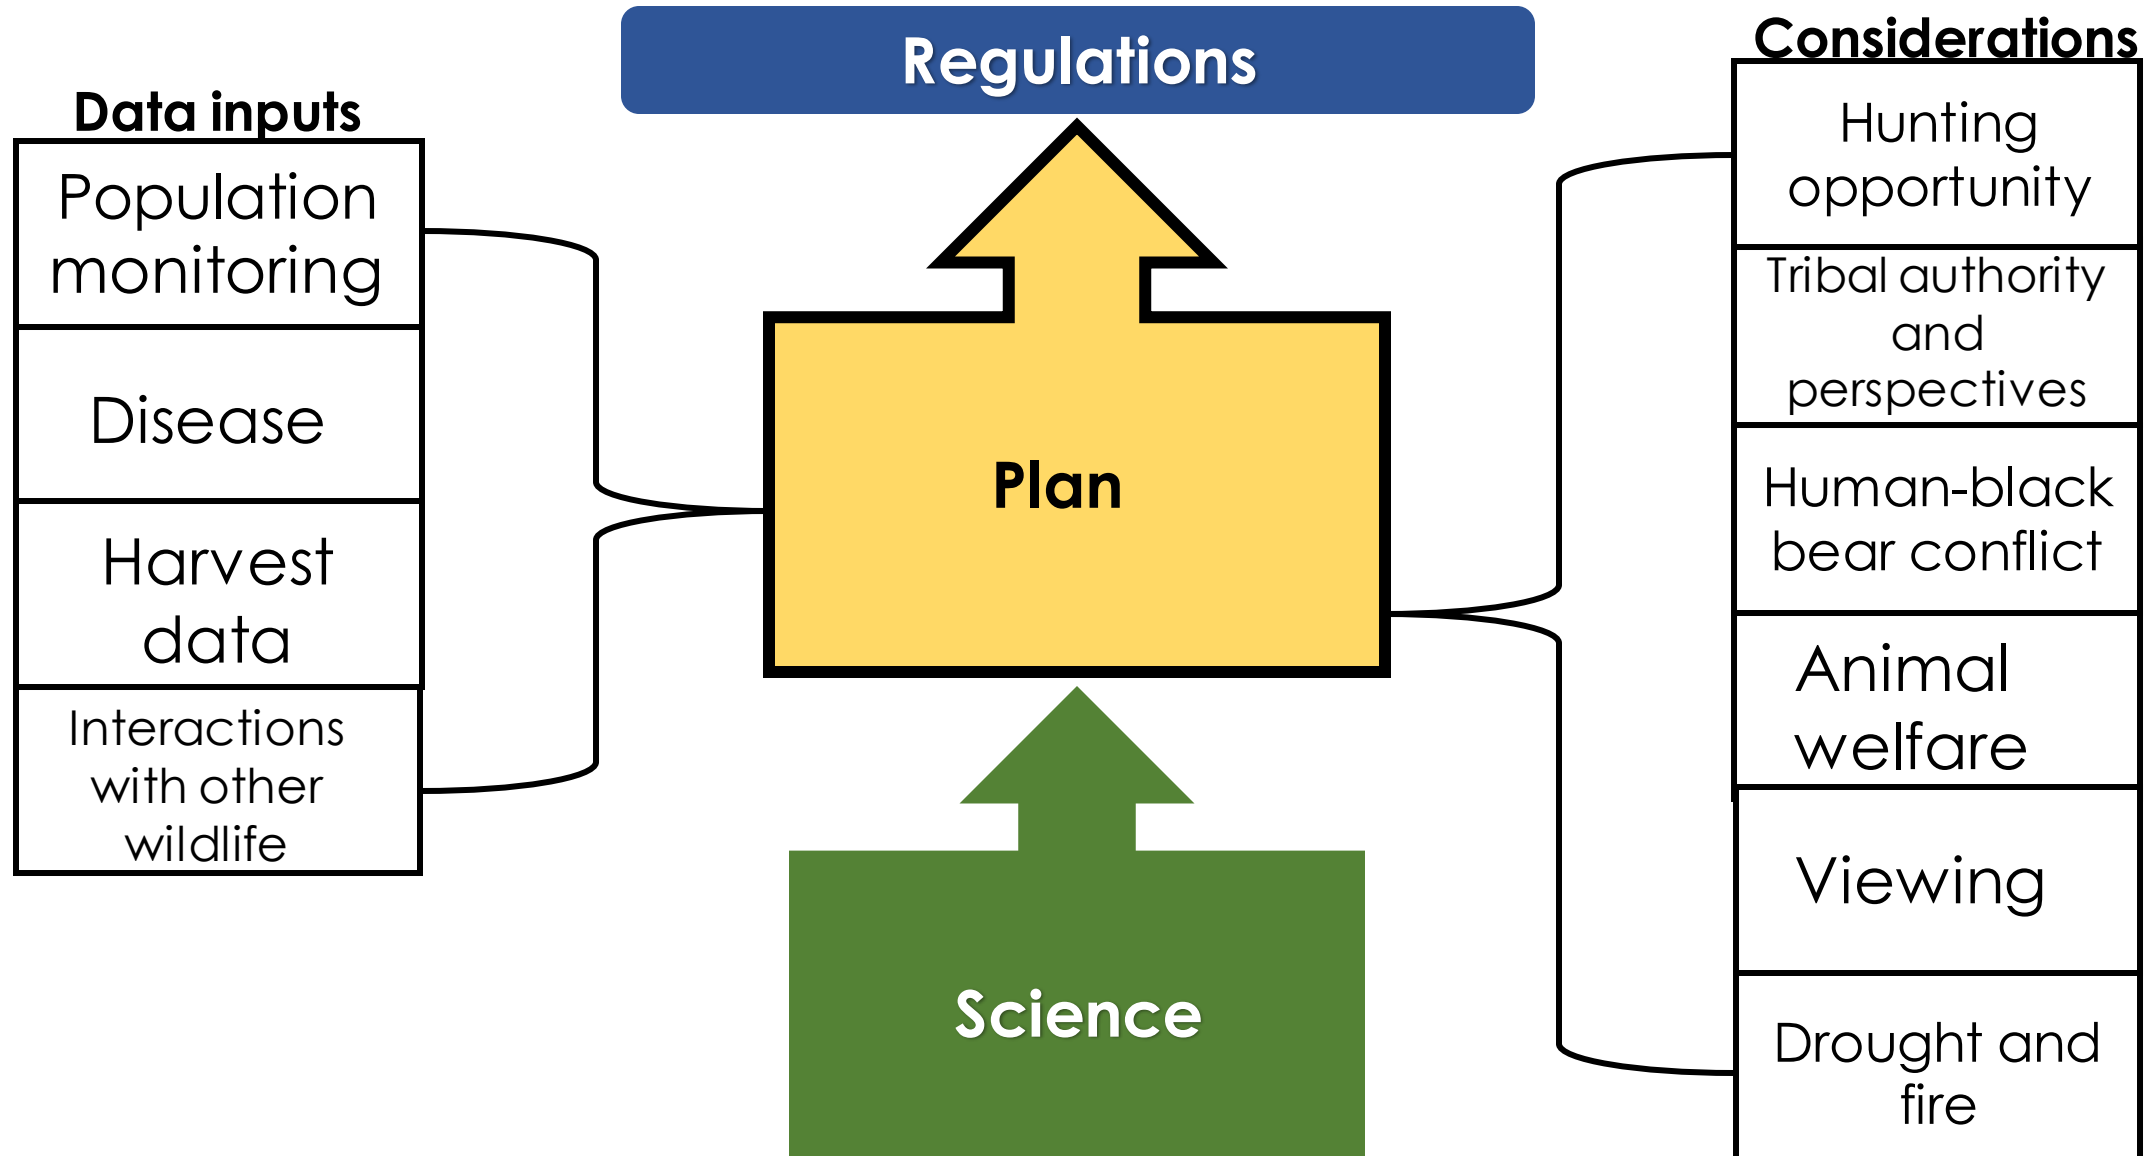 Regulations
Data inputs
Population
monitoring
Disease
Harvest
data
Interactions
with other
wildlife
Plan
Science
Considerations
Hunting
opportunity
Tribal authority
and
perspectives
Human-black
bear conflict
Animal
welfare
Viewing
Drought and
fire